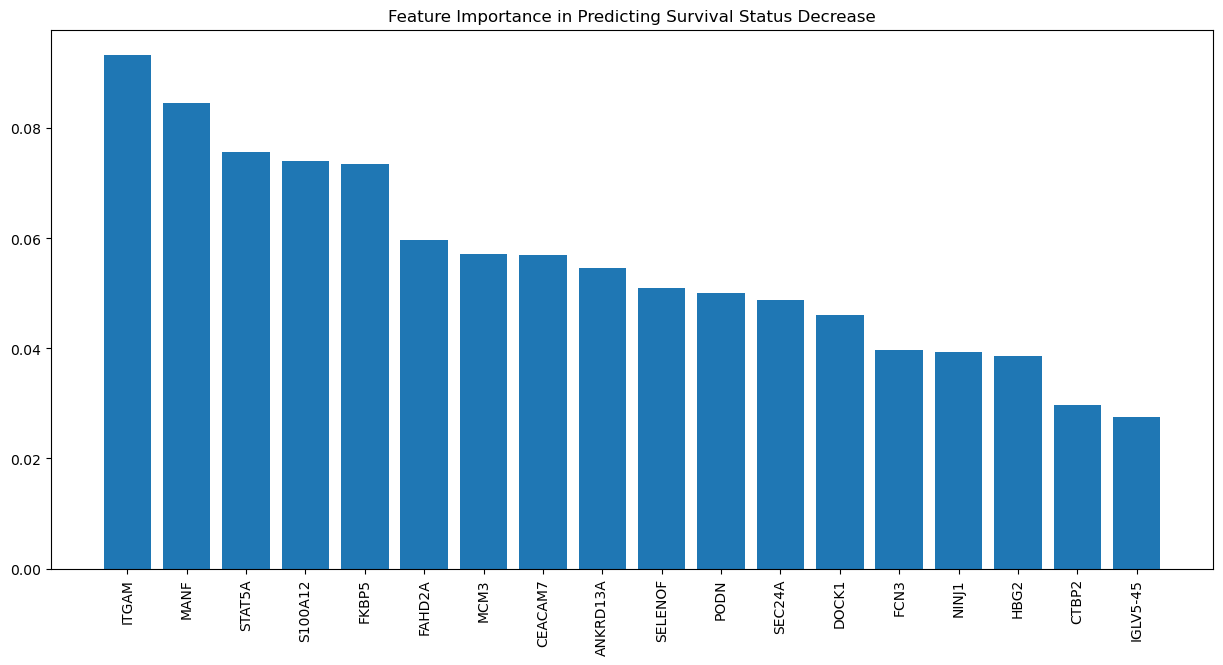 Feature Importance in Predicting Survival Status Decrease
0.08
0.06
0.04
0.02
0.00
ITGAM
MANF
STAT5A
S100A12
FKBP5
FAHD2A
MCM3
CEACAM7
ANKRD13A
SELENOF
PODN
SEC24A
DOCK1
FCN3
NINJ1
HBG2
CTBP2
IGLV5-45